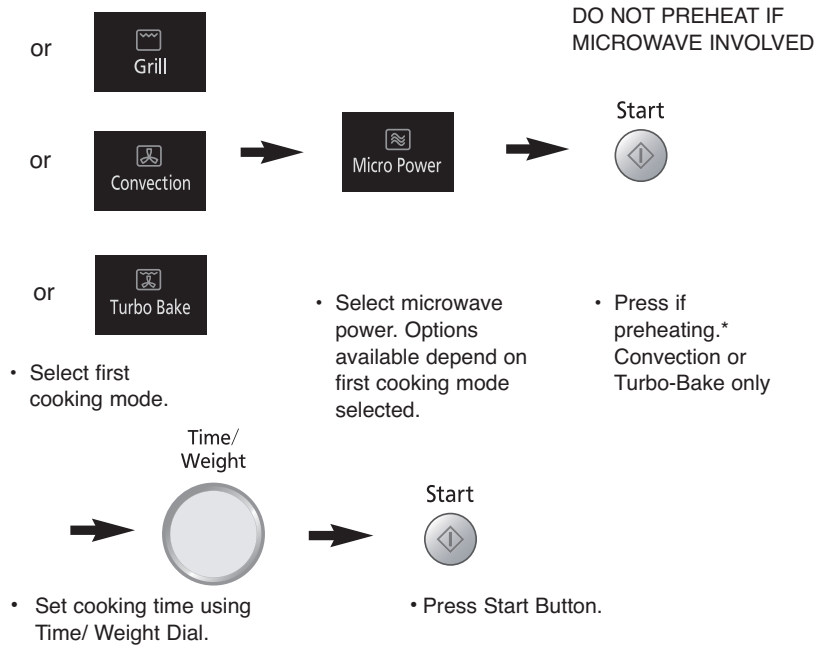 DO NOT PREHEAT IF
MICROWAVE INVOLVED
or
Grill
Start
or
Convection
Micro Power
or
Turbo Bake
• Select first
cooking mode.
• Select microwave
power. Options
available depend on
first cooking mode
selected.
• Press if
preheating.*
Convection or
Turbo-Bake only
Time/
Weight
Start
• Set cooking time using
Time/ Weight Dial.
• Press Start Button.